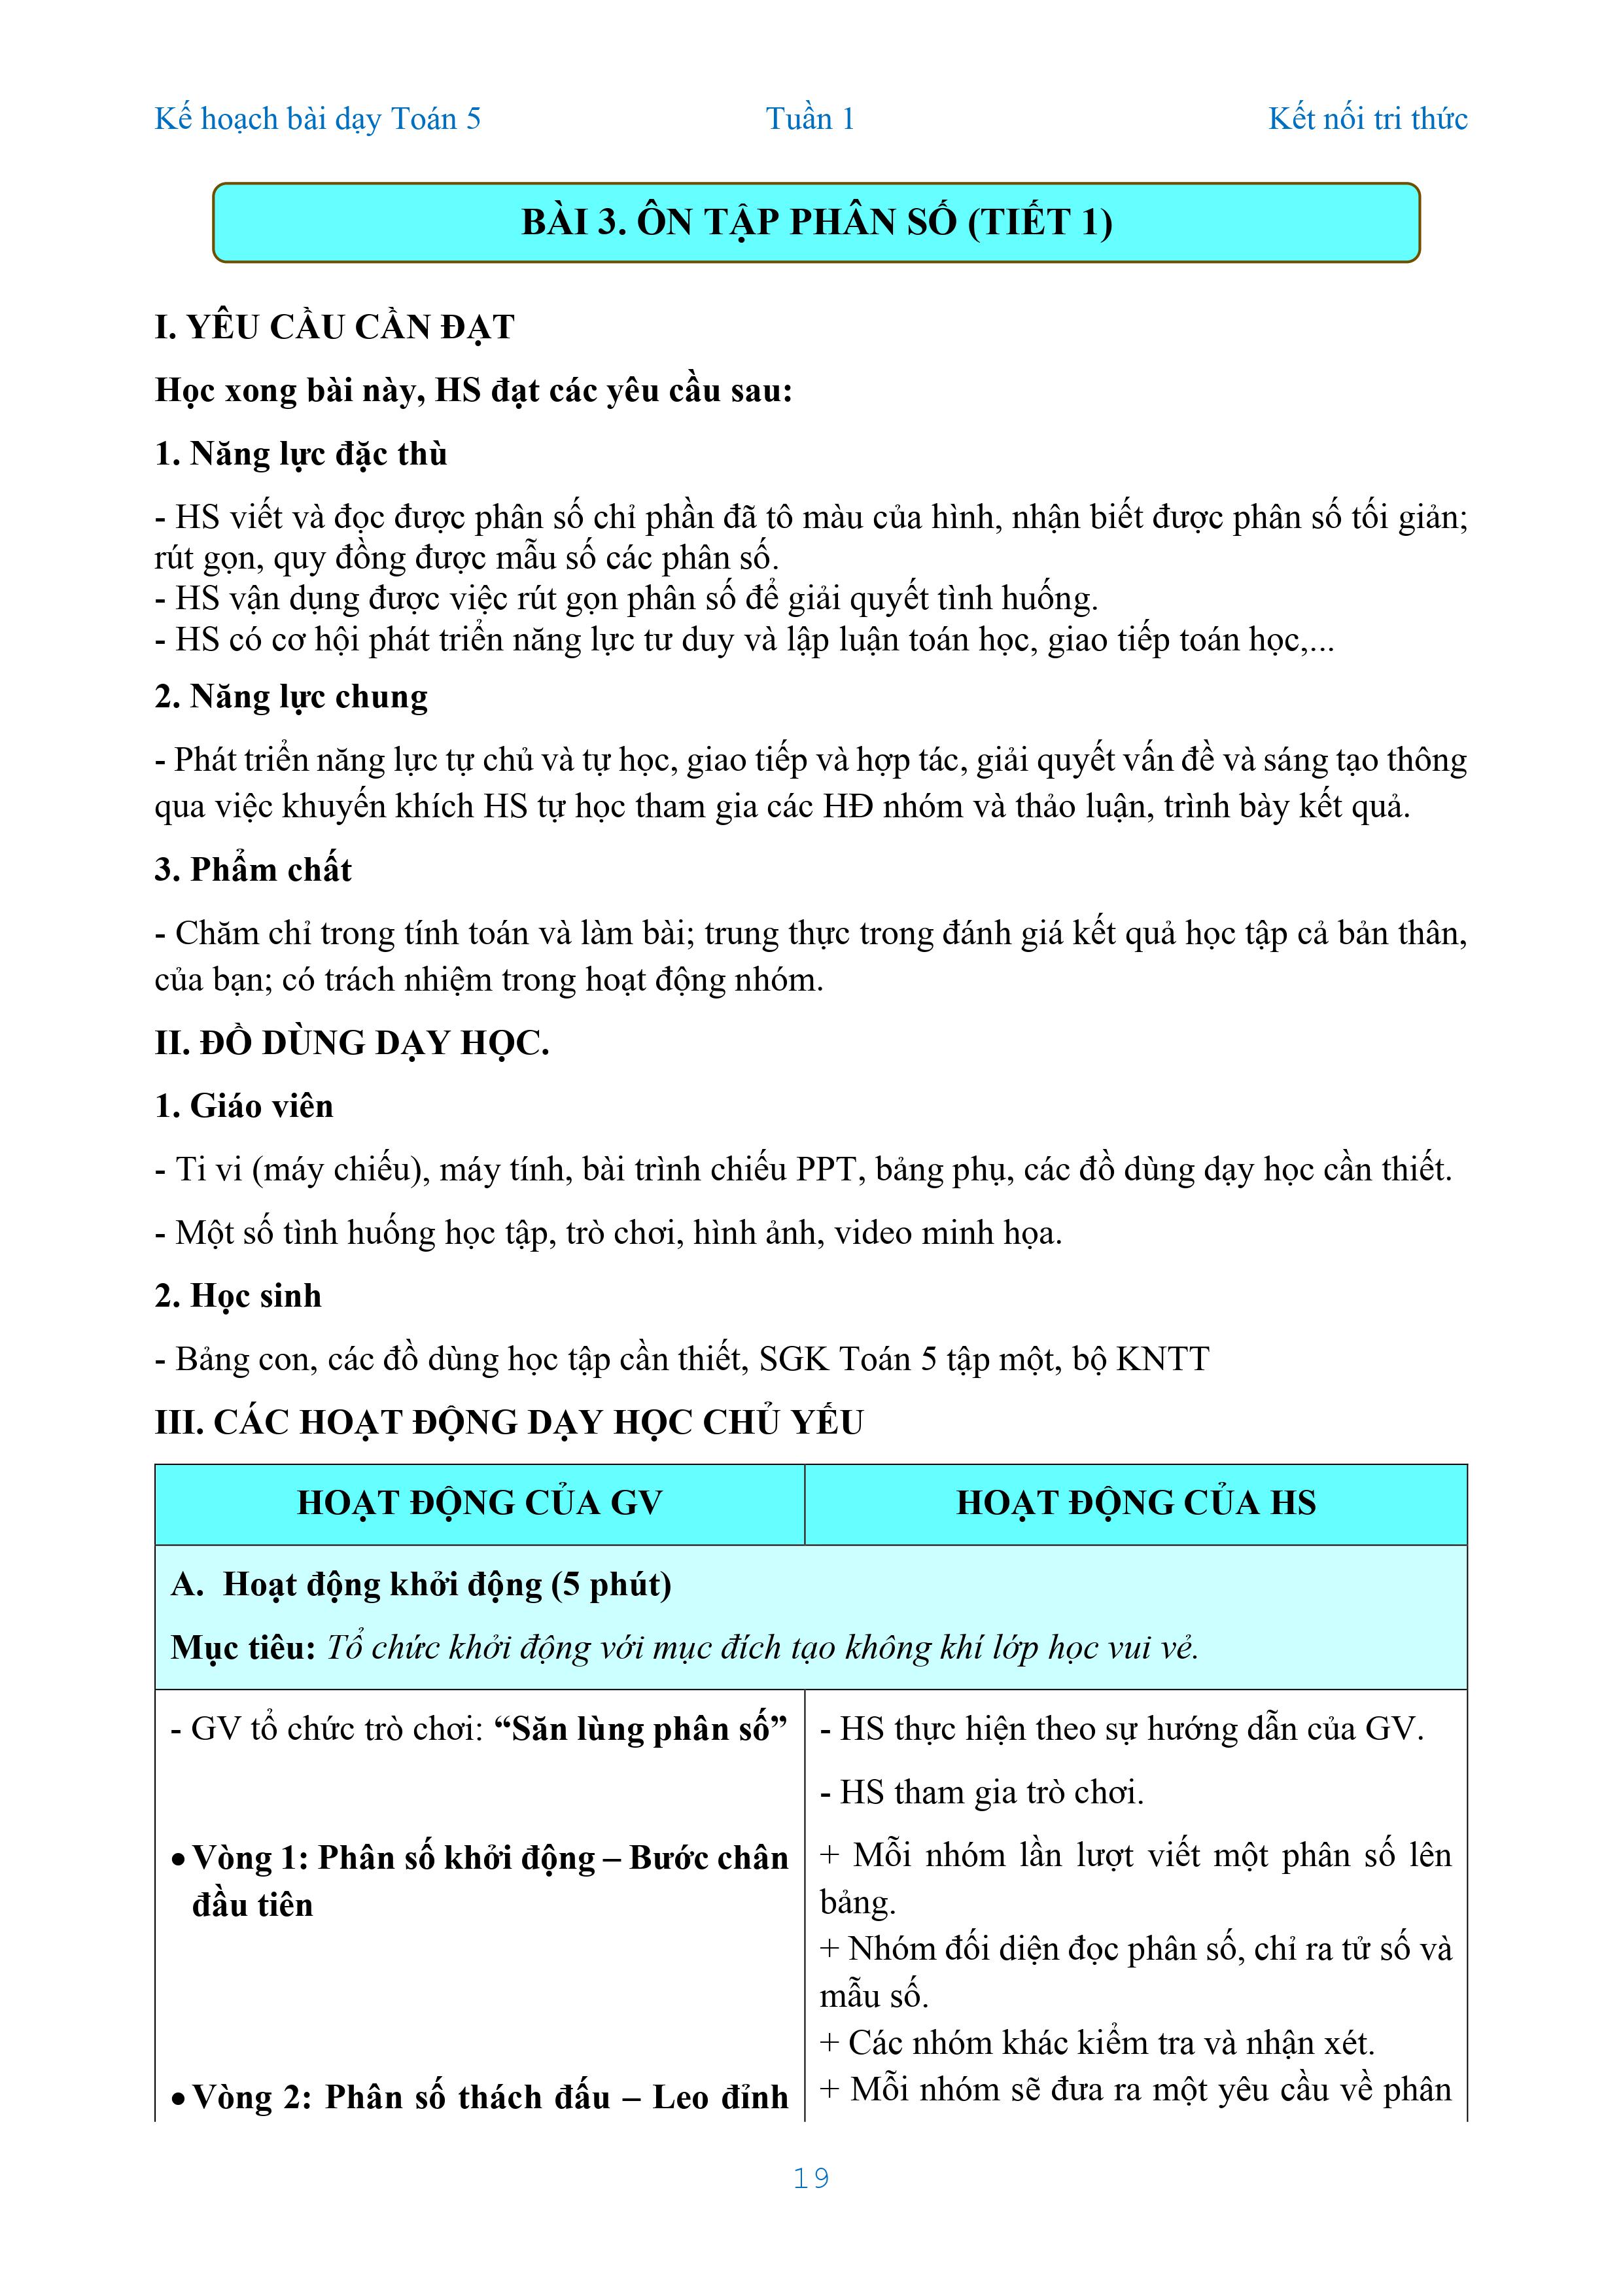 Kế hoạch bài dạy Toán 5 Tuần 1 Kết nối tri thức
BÀI 3. ÔN TẬP PHÂN SỐ (TIẾT 1)
I. YÊU CẦU CẦN ĐẠT
Học xong bài này, HS đạt các yêu cầu sau:
1. Năng lực đặc thù
- HS viết và đọc được phân số chỉ phần đã tô màu của hình, nhận biết được phân số tối giản;
rút gọn, quy đồng được mẫu số các phân số.
- HS vận dụng được việc rút gọn phân số để giải quyết tình huống.
- HS có cơ hội phát triển năng lực tư duy và lập luận toán học, giao tiếp toán học,...
2. Năng lực chung
- Phát triển năng lực tự chủ và tự học, giao tiếp và hợp tác, giải quyết vấn đề và sáng tạo thông
qua việc khuyến khích HS tự học tham gia các HĐ nhóm và thảo luận, trình bày kết quả.
3. Phẩm chất
- Chăm chỉ trong tính toán và làm bài; trung thực trong đánh giá kết quả học tập cả bản thân,
của bạn; có trách nhiệm trong hoạt động nhóm.
II. ĐỒ DÙNG DẠY HỌC.
1. Giáo viên
- Ti vi (máy chiếu), máy tính, bài trình chiếu PPT, bảng phụ, các đồ dùng dạy học cần thiết.
- Một số tình huống học tập, trò chơi, hình ảnh, video minh họa.
2. Học sinh
- Bảng con, các đồ dùng học tập cần thiết, SGK Toán 5 tập một, bộ KNTT
III. CÁC HOẠT ĐỘNG DẠY HỌC CHỦ YẾU
HOẠT ĐỘNG CỦA GV
HOẠT ĐỘNG CỦA HS
A. Hoạt động khởi động (5 phút)
Mục tiêu: Tổ chức khởi động với mục đích tạo không khí lớp học vui vẻ.
- GV tổ chức trò chơi: “Săn lùng phân số”
• Vòng 1: Phân số khởi động – Bước chân
đầu tiên
• Vòng 2: Phân số thách đấu – Leo đỉnh
- HS thực hiện theo sự hướng dẫn của GV.
- HS tham gia trò chơi.
+ Mỗi nhóm lần lượt viết một phân số lên
bảng.
+ Nhóm đối diện đọc phân số, chỉ ra tử số và
mẫu số.
+ Các nhóm khác kiểm tra và nhận xét.
+ Mỗi nhóm sẽ đưa ra một yêu cầu về phân
19